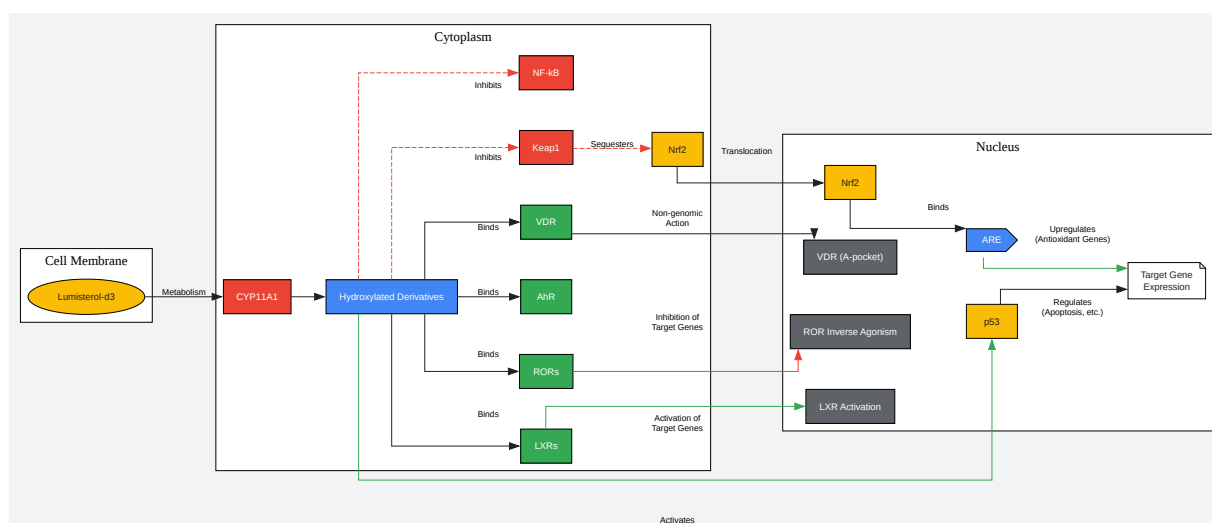 Cytoplasm
NF-kB
Inhibits
Keap1
Sequesters
Nrf2
Inhibits
Translocation
Nucleus
Nrf2
VDR
Binds
Non-genomic
Action
Binds
ARE
Upregulates
(Antioxidant Genes)
VDR (A-pocket)
Cell Membrane
Lumisterol-d3
Metabolism
CYP11A1
Hydroxylated Derivatives
Binds
AhR
Target Gene
Expression
Inhibition of
Target Genes
ROR Inverse Agonism
p53
Regulates
(Apoptosis, etc.)
Binds
RORs
Binds
LXRs
Activation of
Target Genes
LXR Activation
Activates